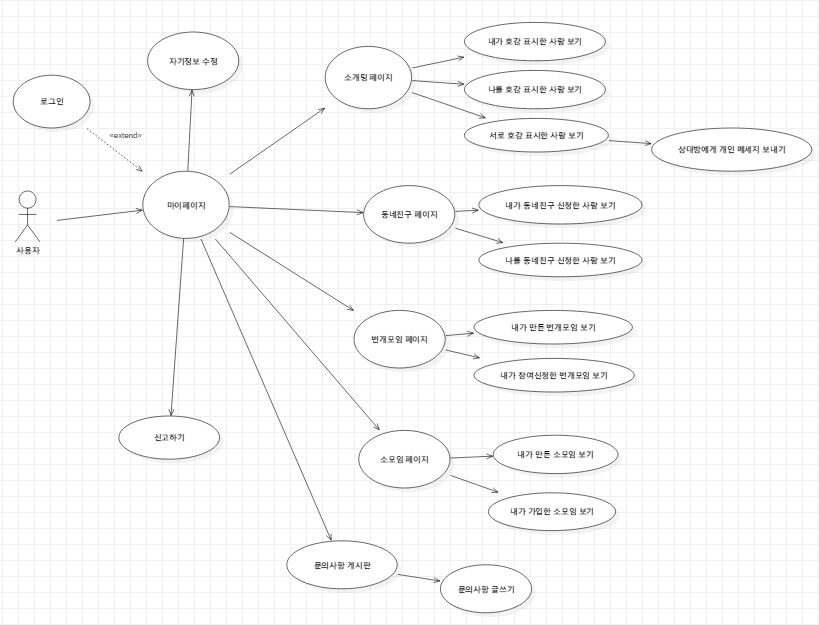 내가 호감 표시한 사람 보기
자기정보 수정
소개팅 페이지
나를 호감 표시한 사람 보기
로그인
«extend»
서로 호감 표시한 사람 보기
상대방에게 개인 메세지 보내기
마이페이지
내가 동네친구 신청한 사람 보기
동네친구 페이지
사용자
나를 동네친구 신청한 사람 보기
내가 만든 번개모임 보기
번개모임 페이지
내가 참여신청한 번개모임 보기
신고하기
내가 만든 소모임 보기
소모임 페이지
내가 가입한 소모임 보기
문의사항 게시판
문의사항 글쓰기